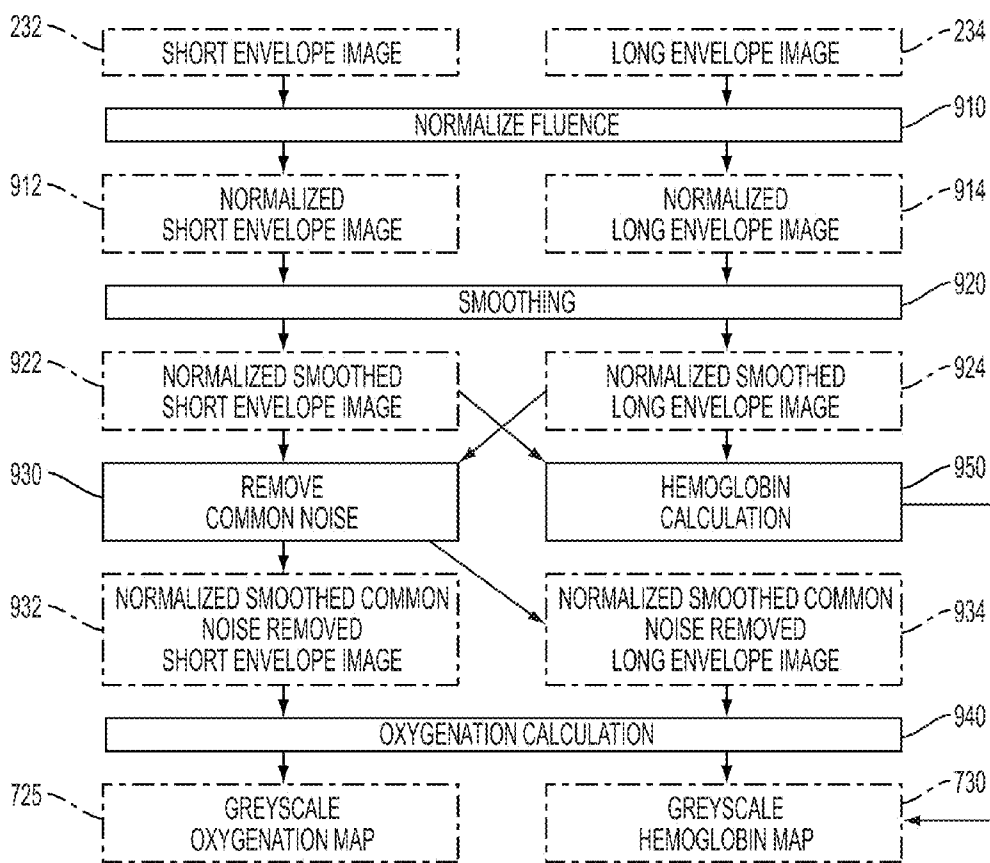 232
SHORT ENVELOPE IMAGE
LONG ENVELOPE IMAGE
234
NORMALIZE FLUENCE
910
912
NORMALIZED
SHORT ENVELOPE IMAGE
NORMALIZED
LONG ENVELOPE IMAGE
914
SMOOTHING
920
922
NORMALIZED SMOOTHED
SHORT ENVELOPE IMAGE
NORMALIZED SMOOTHED
LONG ENVELOPE IMAGE
924
930
REMOVE
COMMON NOISE
HEMOGLOBIN
CALCULATION
950
932
NORMALIZED SMOOTHED COMMON
NOISE REMOVED
SHORT ENVELOPE IMAGE
NORMALIZED SMOOTHED COMMON
NOISE REMOVED
LONG ENVELOPE IMAGE
934
OXYGENATION CALCULATION
940
725
GREYSCALE
OXYGENATION MAP
GREYSCALE
HEMOGLOBIN MAP
730